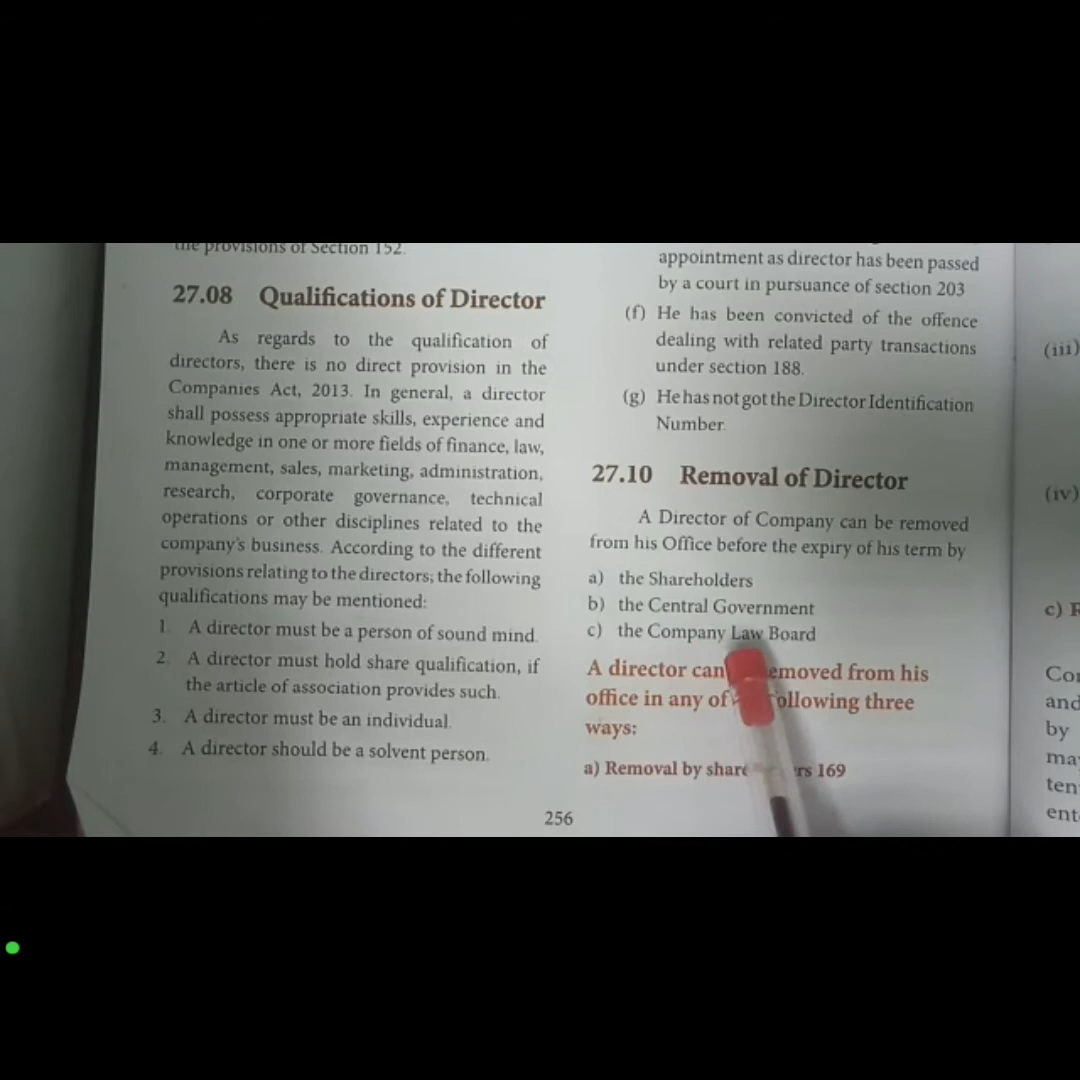 the provisions of Section 152.
27.08 Qualifications of Director
As regards to the qualification of
directors, there is no direct provision in the
Companies Act, 2013. In general, a director
shall possess appropriate skills, experience and
knowledge in one or more fields of finance, law,
management, sales, marketing, administration,
research, corporate governance, technical
operations or other disciplines related to the
company's business. According to the different
provisions relating to the directors; the following
qualifications may be mentioned:
1. A director must be a person of sound mind.
2. A director must hold share qualification, if
the article of association provides such.
3. A director must be an individual.
4. A director should be a solvent person.
appointment as director has been passed
by a court in pursuance of section 203
(f) He has been convicted of the offence
dealing with related party transactions
under section 188.
(g) He has not got the Director Identification
Number.
27.10 Removal of Director
A Director of Company can be removed
from his Office before the expiry of his term by
a) the Shareholders
b) the Central Government
c) the Company Law Board
A director can emoved from his
office in any of ollowing three
ways:
a) Removal by share rs 169
256
(iii)
(iv)
c) R
Co
and
by
ma
ten
ent